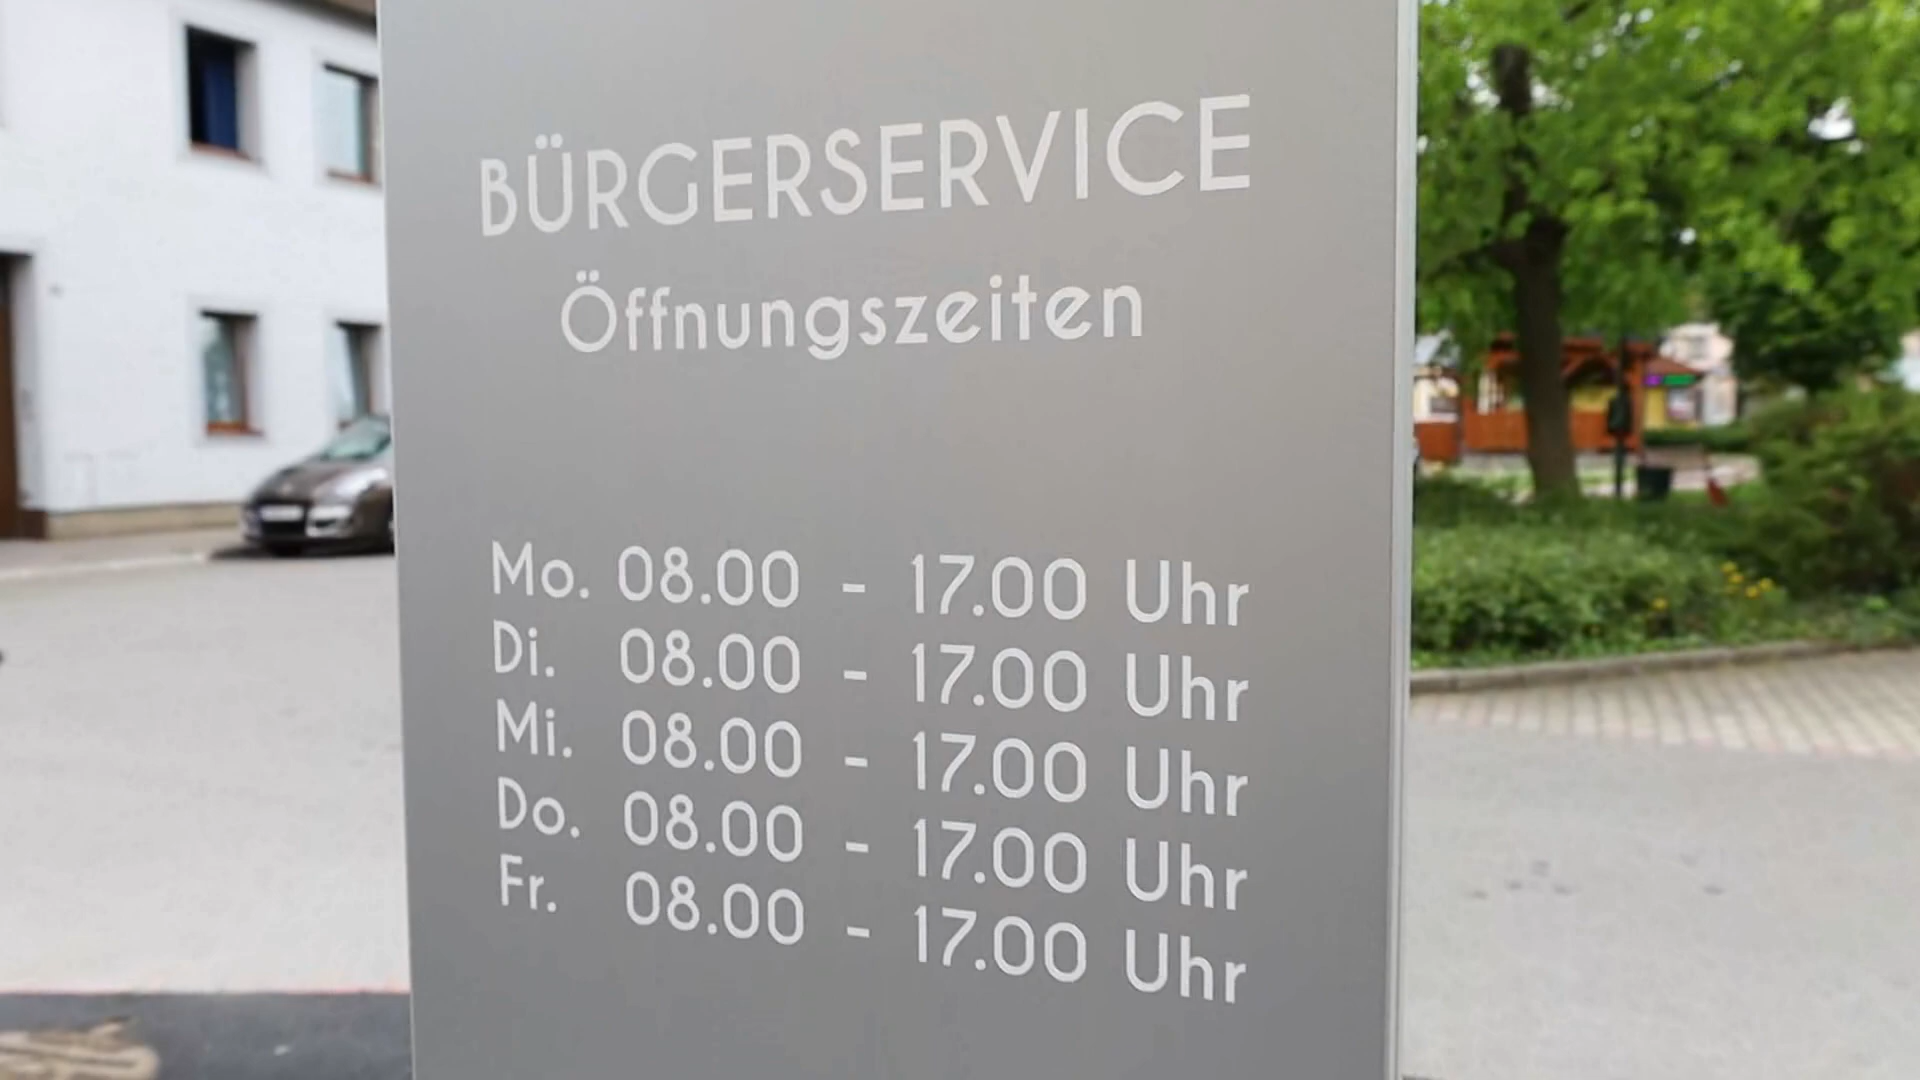 BÜRGERSERVICE
Öffnungszeiten
Mo. 08.00 - 17.00 Uhr
Di. 08.00 - 17.00 Uhr
Mi. 08.00 - 17.00 Uhr
Do. 08.00 - 17.00 Uhr
Fr. 08.00 - 17.00 Uhr